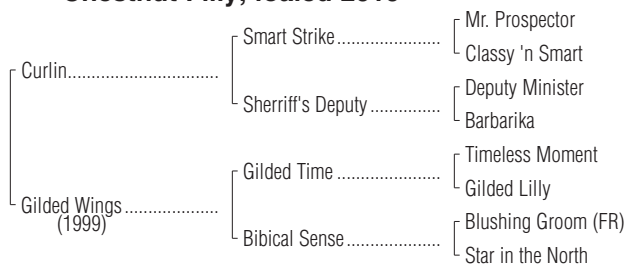 Chestnut Filly; foaled 2010
Mr. Prospector
Smart Strike
Classy 'n Smart
Curlin
Deputy Minister
Sherriff's Deputy
Barbarika
Timeless Moment
Gilded Time
Gilded Lilly
Gilded Wings
(1999)
Blushing Groom (FR)
Bibical Sense
Star in the North